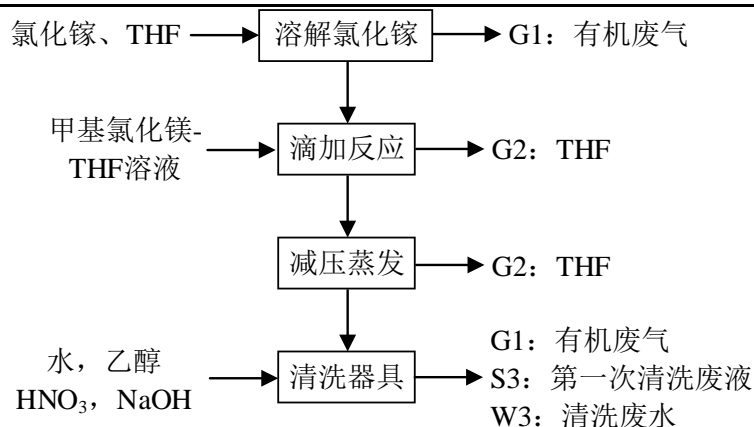 氯化镓、THF
溶解氯化镓
G1：有机废气
甲基氯化镁-
THF溶液
滴加反应
G2：THF
减压蒸发
G2：THF
水，乙醇
HNO₃，NaOH
清洗器具
G1：有机废气
S3：第一次清洗废液
W3：清洗废水